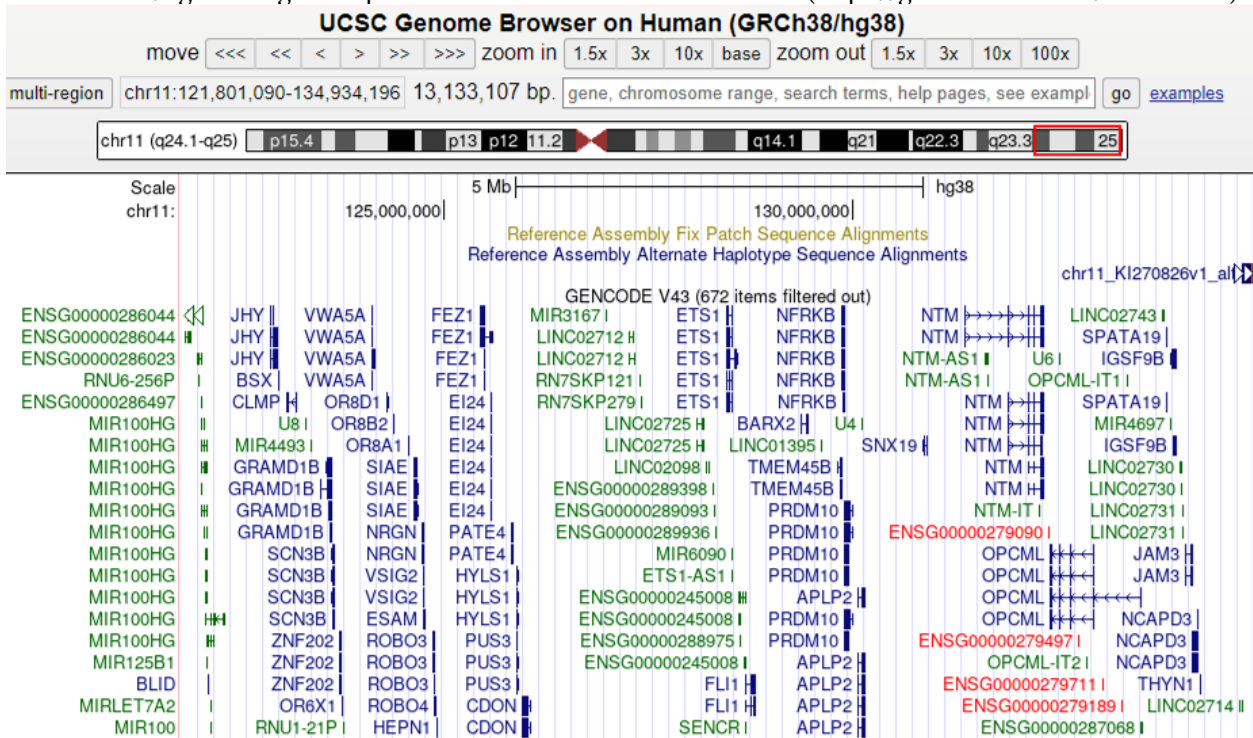 UCSC Genome Browser on Human (GRCh38/hg38)
move <<< << < > >> >>> zoom in 1.5x 3x 10x base zoom out 1.5x 3x 10x 100x
multi-region chr11:121,801,090-134,934,196 13,133,107 bp. gene, chromosome range, search terms, help pages, see exampl go examples
chr11 (q24.1-q25) p15.4 p13 p12 11.2 q14.1 q21 q22.3 q23.3 25
Scale 5 Mb hg38
chr11: 125,000,000 130,000,000
Reference Assembly Fix Patch Sequence Alignments
Reference Assembly Alternate Haplotype Sequence Alignments
chr11_KI270826v1_alt
GENCODE V43 (672 items filtered out)
ENSG00000286044 JHY VWA5A FEZ1 MIR3167 ETS1 NFRKB NTM LINC02743
ENSG00000286044 JHY VWA5A FEZ1 LINC02712 ETS1 NFRKB NTM SPATA19
ENSG00000286023 JHY VWA5A FEZ1 LINC02712 ETS1 NFRKB NTM-AS1 U6 IGSF9B
RNU6-256P BSX VWA5A FEZ1 RN7SKP121 ETS1 NFRKB NTM-AS1 OPCML-IT1
ENSG00000286497 CLMP OR8D1 EI24 RN7SKP279 ETS1 NFRKB NTM SPATA19
MIR100HG U8 OR8B2 EI24 LINC02725 BARX2 U4 NTM MIR4697
MIR100HG MIR4493 OR8A1 EI24 LINC02725 LINC01395 SNX19 NTM IGSF9B
MIR100HG GRAMD1B SIAE EI24 LINC02098 TMEM45B NTM LINC02730
MIR100HG GRAMD1B SIAE EI24 ENSG00000289398 TMEM45B NTM LINC02730
MIR100HG GRAMD1B SIAE EI24 ENSG00000289093 PRDM10 NTM-IT LINC02731
MIR100HG GRAMD1B NRGN PATE4 ENSG00000289936 PRDM10 ENSG00000279090 LINC02731
MIR100HG SCN3B NRGN PATE4 MIR6090 PRDM10 OPCML JAM3
MIR100HG SCN3B VSIG2 HYLS1 ETS1-AS1 PRDM10 OPCML JAM3
MIR100HG SCN3B VSIG2 HYLS1 ENSG00000245008 APLP2 OPCML
MIR100HG SCN3B ESAM HYLS1 ENSG00000245008 PRDM10 OPCML NCAPD3
MIR100HG ZNF202 ROBO3 PUS3 ENSG00000288975 PRDM10 ENSG00000279497 NCAPD3
MIR125B1 ZNF202 ROBO3 PUS3 ENSG00000245008 APLP2 OPCML-IT2 NCAPD3
BLID ZNF202 ROBO3 PUS3 FLI1 APLP2 ENSG00000279711 THYN1
MIRLET7A2 OR6X1 ROBO4 CDON FLI1 APLP2 ENSG00000279189 LINC02714
MIR100 RNU1-21P HEPN1 CDON SENCR APLP2 ENSG00000287068